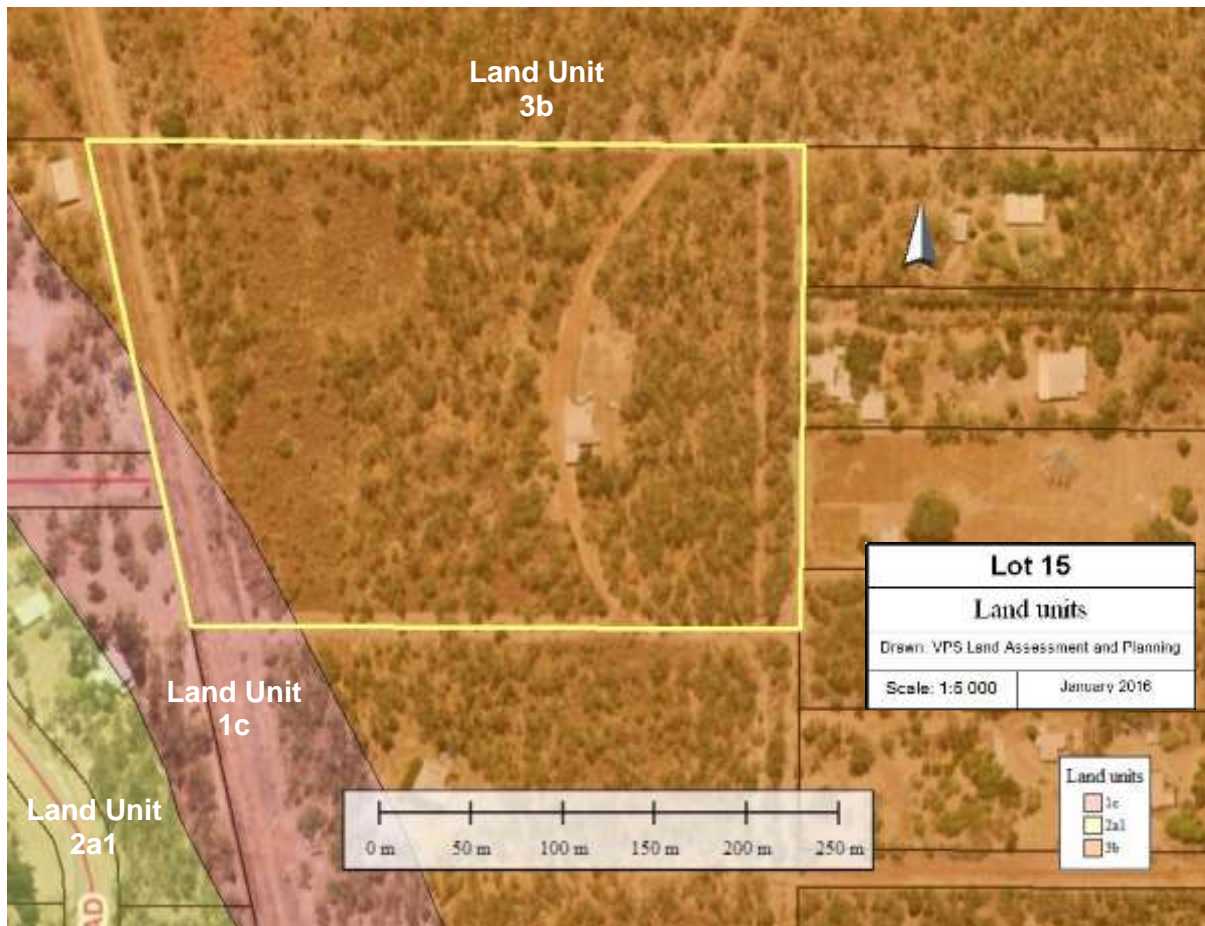 Land Unit
3b
Lot 15
Land units
Drawn: VPS Land Assessment and Planning
Scale: 1:5 000
January 2016
Land Unit
1c
Land Unit
2a1
AD
0 m
50 m
100 m
150 m
200 m
250 m
Land units
1c
2a1
3b